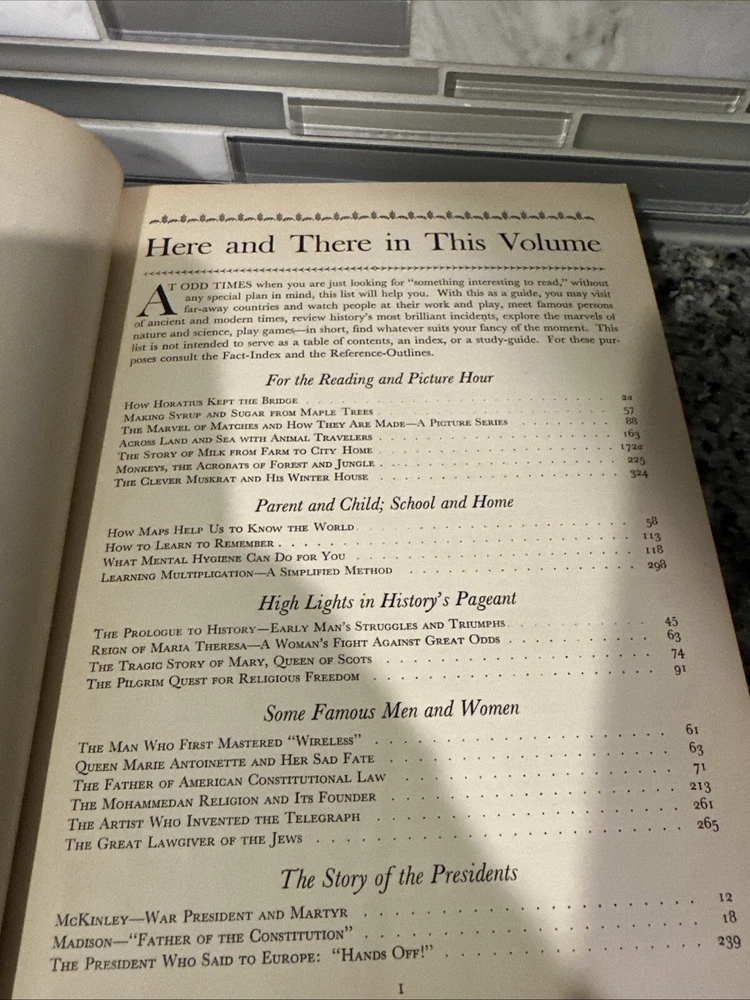 Here and There in This Volume
AT ODD TIMES when you are just looking for "something interesting to read," without
any special plan in mind, this list will help you. With this as a guide, you may visit
far-away countries and watch people at their work and play, meet famous persons
of ancient and modern times, review history's most brilliant incidents, explore the marvels of
nature and science, play games—in short, find whatever suits your fancy of the moment. This
list is not intended to serve as a table of contents, an index, or a study-guide. For these pur-
poses consult the Fact-Index and the Reference-Outlines.
For the Reading and Picture Hour
How Horatius Kept the Bridge 2a
Making Syrup and Sugar from Maple Trees 57
The Marvel of Matches and How They Are Made—A Picture Series 88
Across Land and Sea with Animal Travelers 163
The Story of Milk from Farm to City Home 172a
Monkeys, the Acrobats of Forest and Jungle 225
The Clever Muskrat and His Winter House 324
Parent and Child; School and Home
How Maps Help Us to Know the World 58
How to Learn to Remember 113
What Mental Hygiene Can Do for You 118
Learning Multiplication—A Simplified Method 298
High Lights in History's Pageant
The Prologue to History—Early Man's Struggles and Triumphs 45
Reign of Maria Theresa—A Woman's Fight Against Great Odds 63
The Tragic Story of Mary, Queen of Scots 74
The Pilgrim Quest for Religious Freedom 91
Some Famous Men and Women
The Man Who First Mastered "Wireless" 61
Queen Marie Antoinette and Her Sad Fate 63
The Father of American Constitutional Law 71
The Mohammedan Religion and Its Founder 213
The Artist Who Invented the Telegraph 261
The Great Lawgiver of the Jews 265
The Story of the Presidents
McKinley—War President and Martyr 12
Madison—"Father of the Constitution" 18
The President Who Said to Europe: "Hands Off!" 239
I